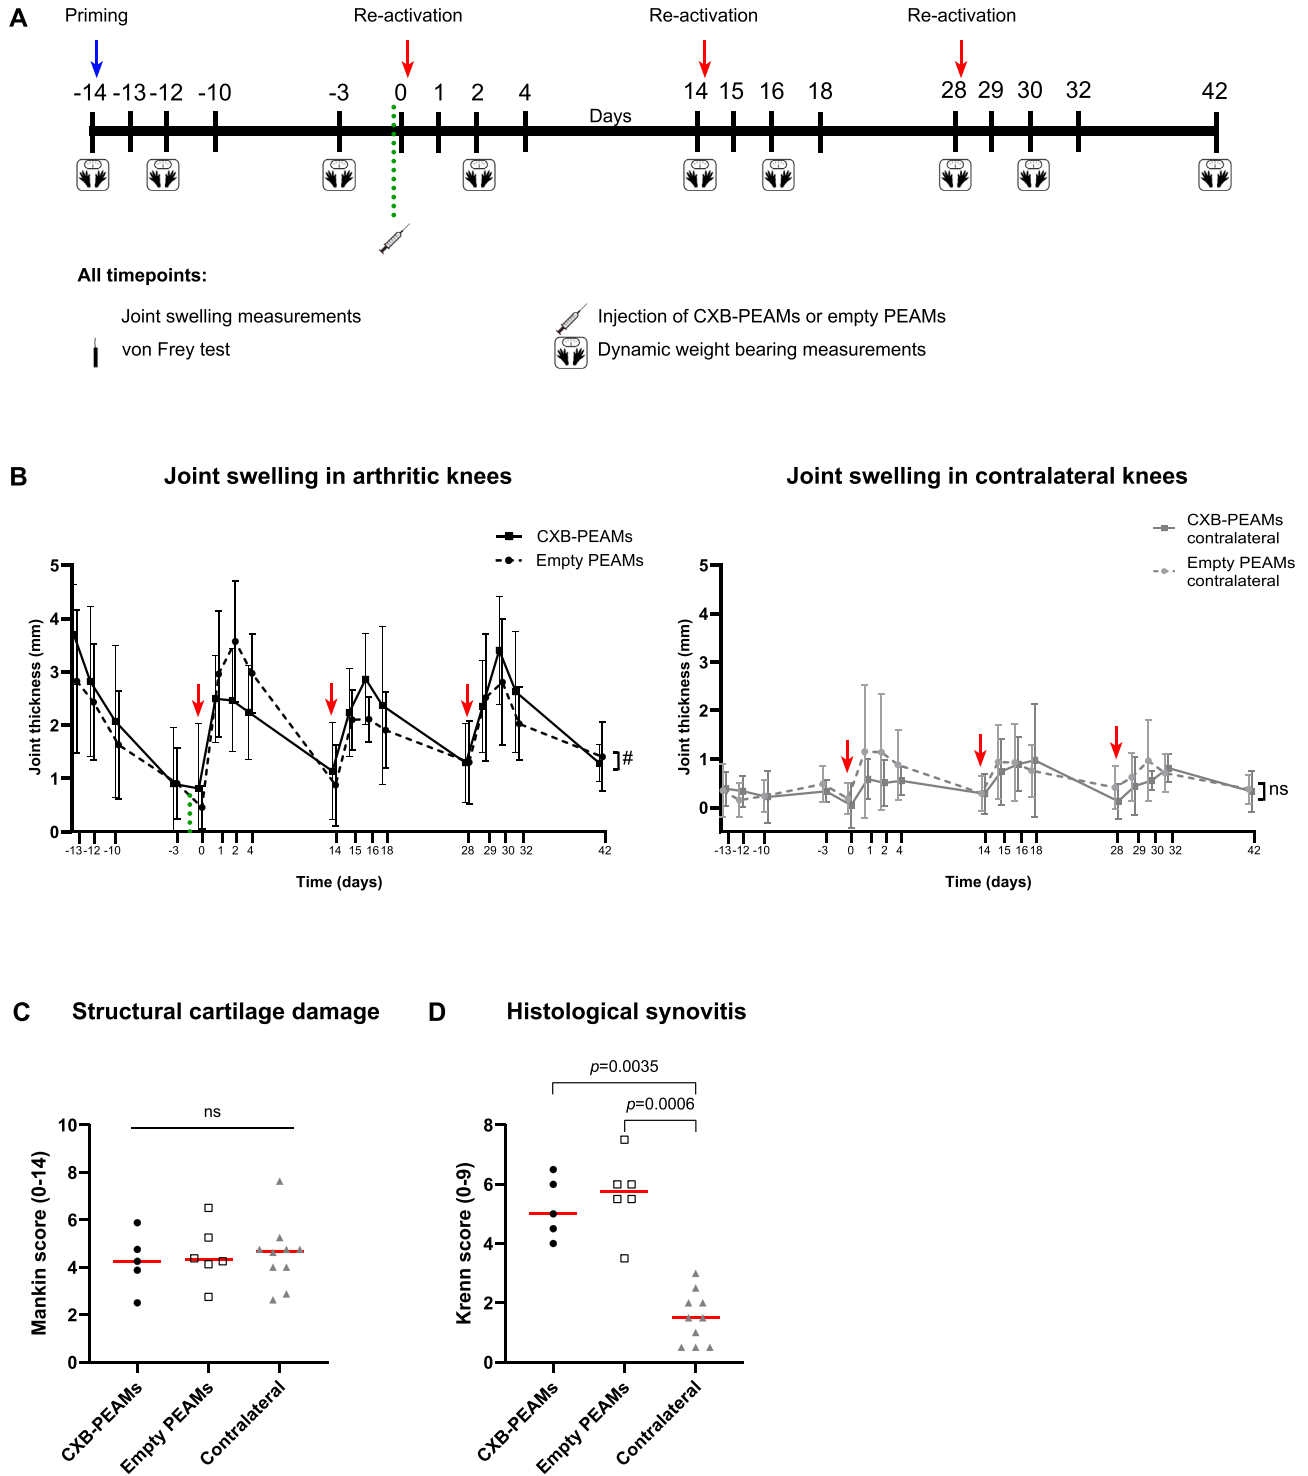 A
Priming
Re-activation
Re-activation
Re-activation
-14 -13 -12 -10 -3 0 1 2 4 14 15 16 18 28 29 30 32 42
Days
All timepoints:
Joint swelling measurements
Injection of CXB-PEAMs or empty PEAMs
von Frey test
Dynamic weight bearing measurements
B
Joint swelling in arthritic knees
CXB-PEAMs
Empty PEAMs
Joint thickness (mm)
5
4
3
2
1
0
#
-13 -12 -10 -3 0 1 2 4 14 15 16 18 28 29 30 32 42
Time (days)
Joint swelling in contralateral knees
CXB-PEAMs
contralateral
Empty PEAMs
contralateral
Joint thickness (mm)
5
4
3
2
1
0
ns
-13 -12 -10 -3 0 1 2 4 14 15 16 18 28 29 30 32 42
Time (days)
C
Structural cartilage damage
ns
Mankin score (0-14)
10
8
6
4
2
0
CXB-PEAMs
Empty PEAMs
Contralateral
D
Histological synovitis
p=0.0035
p=0.0006
Krenn score (0-9)
8
6
4
2
0
CXB-PEAMs
Empty PEAMs
Contralateral